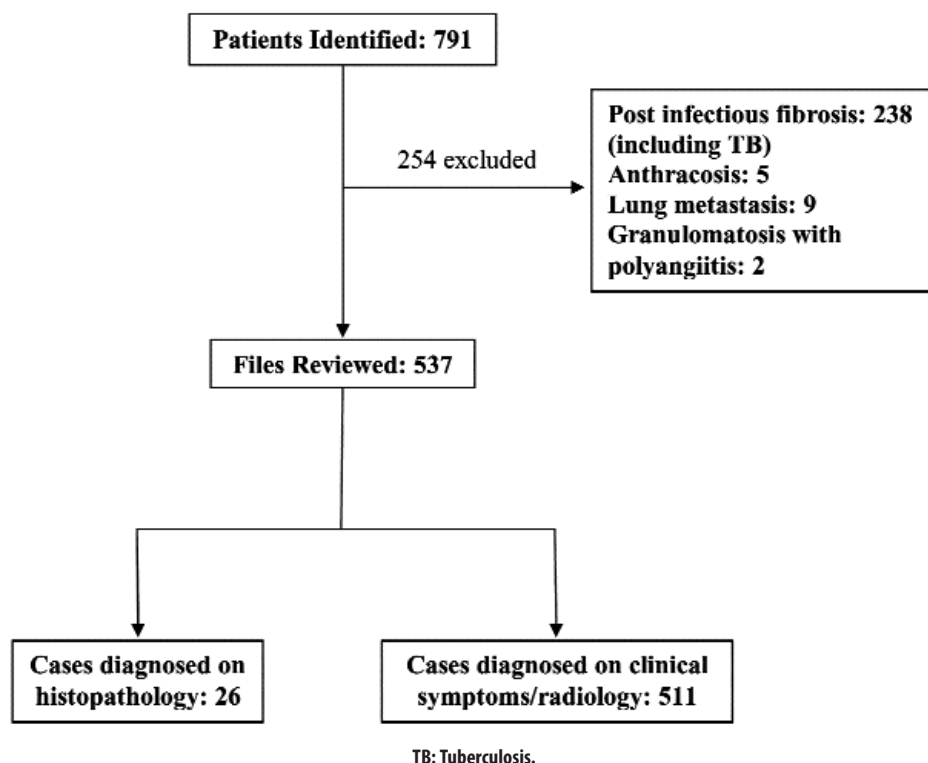 Patients Identified: 791
254 excluded
Post infectious fibrosis: 238
(including TB)
Anthracosis: 5
Lung metastasis: 9
Granulomatosis with
polyangiitis: 2
Files Reviewed: 537
Cases diagnosed on
histopathology: 26
Cases diagnosed on clinical
symptoms/radiology: 511
TB: Tuberculosis.